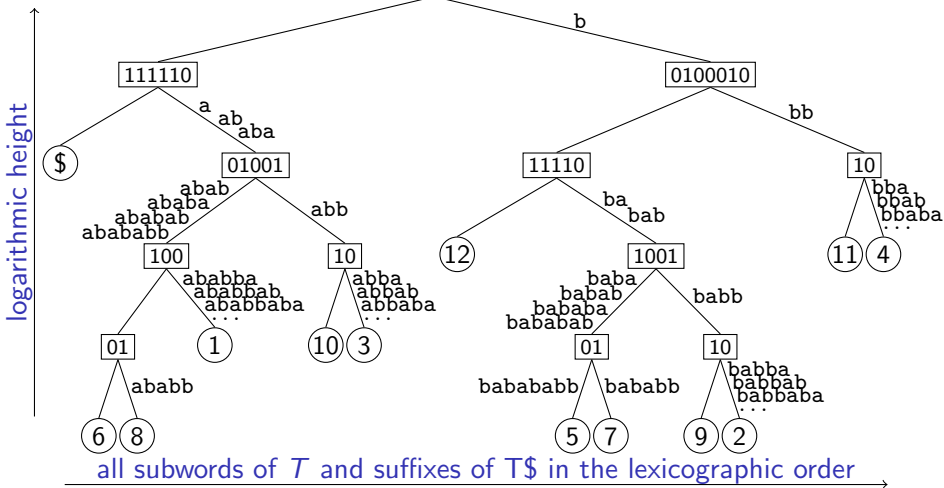 b
111110
0100010
a
ab
aba
bb
$
01001
11110
10
abab
ababa
ababab
abababb
abb
ba
bab
bba
bbab
bbaba
...
100
10
12
1001
11
4
ababba
ababbab
ababbaba
...
abba
abbab
abbaba
...
baba
babab
bababa
bababab
babb
01
1
10
3
01
10
ababb
babababb
bababb
babba
babbab
babbaba
...
6
8
5
7
9
2
logarithmic height
all subwords of T and suffixes of T$ in the lexicographic order